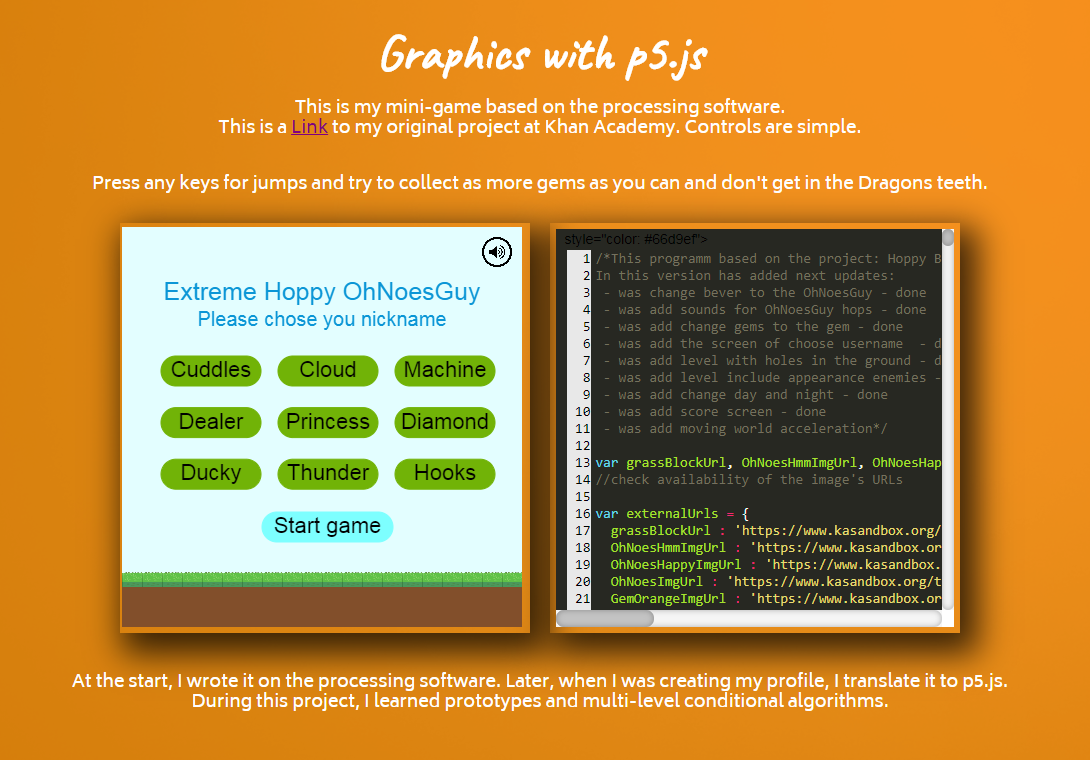 Graphics with p5.js
This is my mini-game based on the processing software.
This is a Link to my original project at Khan Academy. Controls are simple.
Press any keys for jumps and try to collect as more gems as you can and don't get in the Dragons teeth.
Extreme Hoppy OhNoesGuy
Please chose you nickname
Cuddles Cloud Machine
Dealer Princess Diamond
Ducky Thunder Hooks
Start game
style="color: #66d9ef">
1 /*This programm based on the project: Hoppy B
2 In this version has added next updates:
3 - was change bever to the OhNoesGuy - done
4 - was add sounds for OhNoesGuy hops - done
5 - was add change gems to the gem - done
6 - was add the screen of choose username - d
7 - was add level with holes in the ground - d
8 - was add level include appearance enemies -
9 - was add change day and night - done
10 - was add score screen - done
11 - was add moving world acceleration*/
12
13 var grassBlockUrl, OhNoesHmmImgUrl, OhNoesHap
14 //check availability of the image's URLs
15
16 var externalUrls = {
17 grassBlockUrl : 'https://www.kasandbox.org/
18 OhNoesHmmImgUrl : 'https://www.kasandbox.or
19 OhNoesHappyImgUrl : 'https://www.kasandbox.
20 OhNoesImgUrl : 'https://www.kasandbox.org/t
21 GemOrangeImgUrl : 'https://www.kasandbox.or
At the start, I wrote it on the processing software. Later, when I was creating my profile, I translate it to p5.js.
During this project, I learned prototypes and multi-level conditional algorithms.